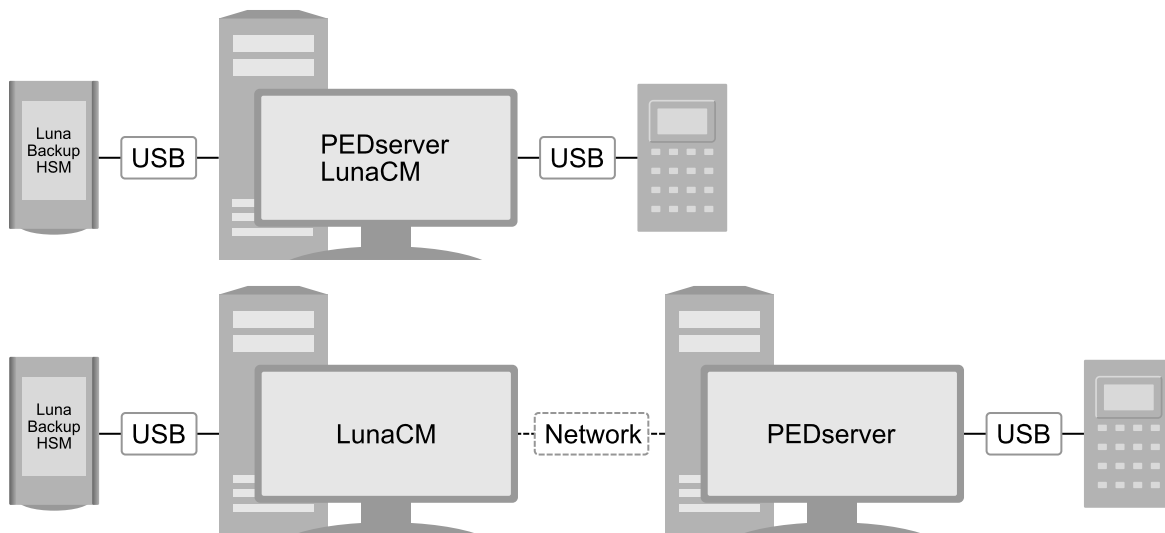 Luna
Backup
HSM
USB
PEDserver
LunaCM
USB
Luna
Backup
HSM
USB
LunaCM
Network
PEDserver
USB